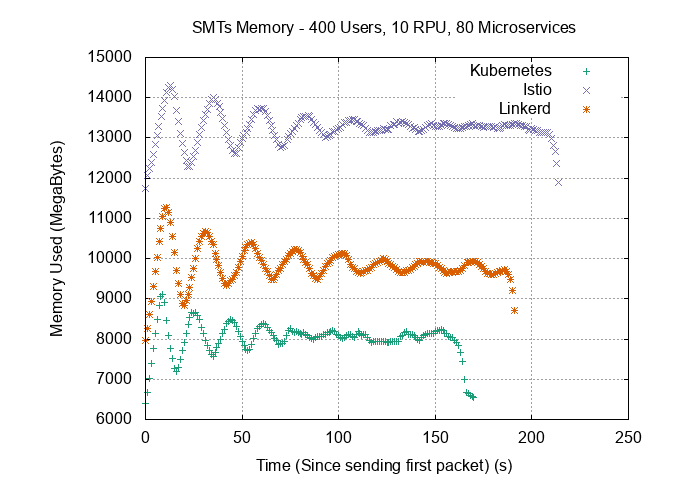 SMTs Memory - 400 Users, 10 RPU, 80 Microservices
15000
14000
13000
12000
11000
10000
9000
8000
7000
6000
Memory Used (MegaBytes)
Kubernetes
Istio
Linkerd
0 50 100 150 200 250
Time (Since sending first packet) (s)